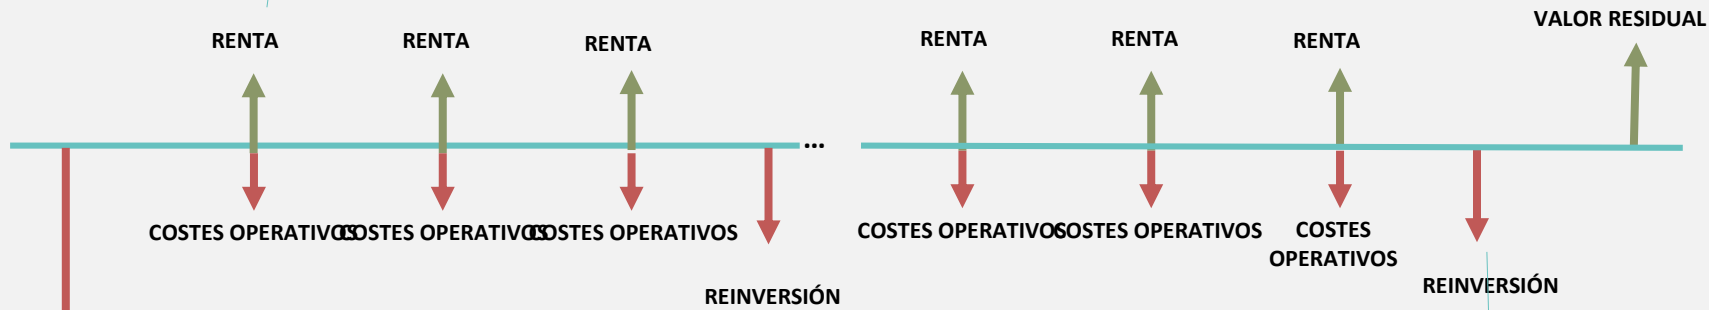 VALOR RESIDUAL
RENTA
RENTA
RENTA
RENTA
RENTA
RENTA
...
COSTES OPERATIVOS
COSTES OPERATIVOS
COSTES OPERATIVOS
COSTES OPERATIVOS
COSTES OPERATIVOS
COSTES
OPERATIVOS
REINVERSIÓN
REINVERSIÓN